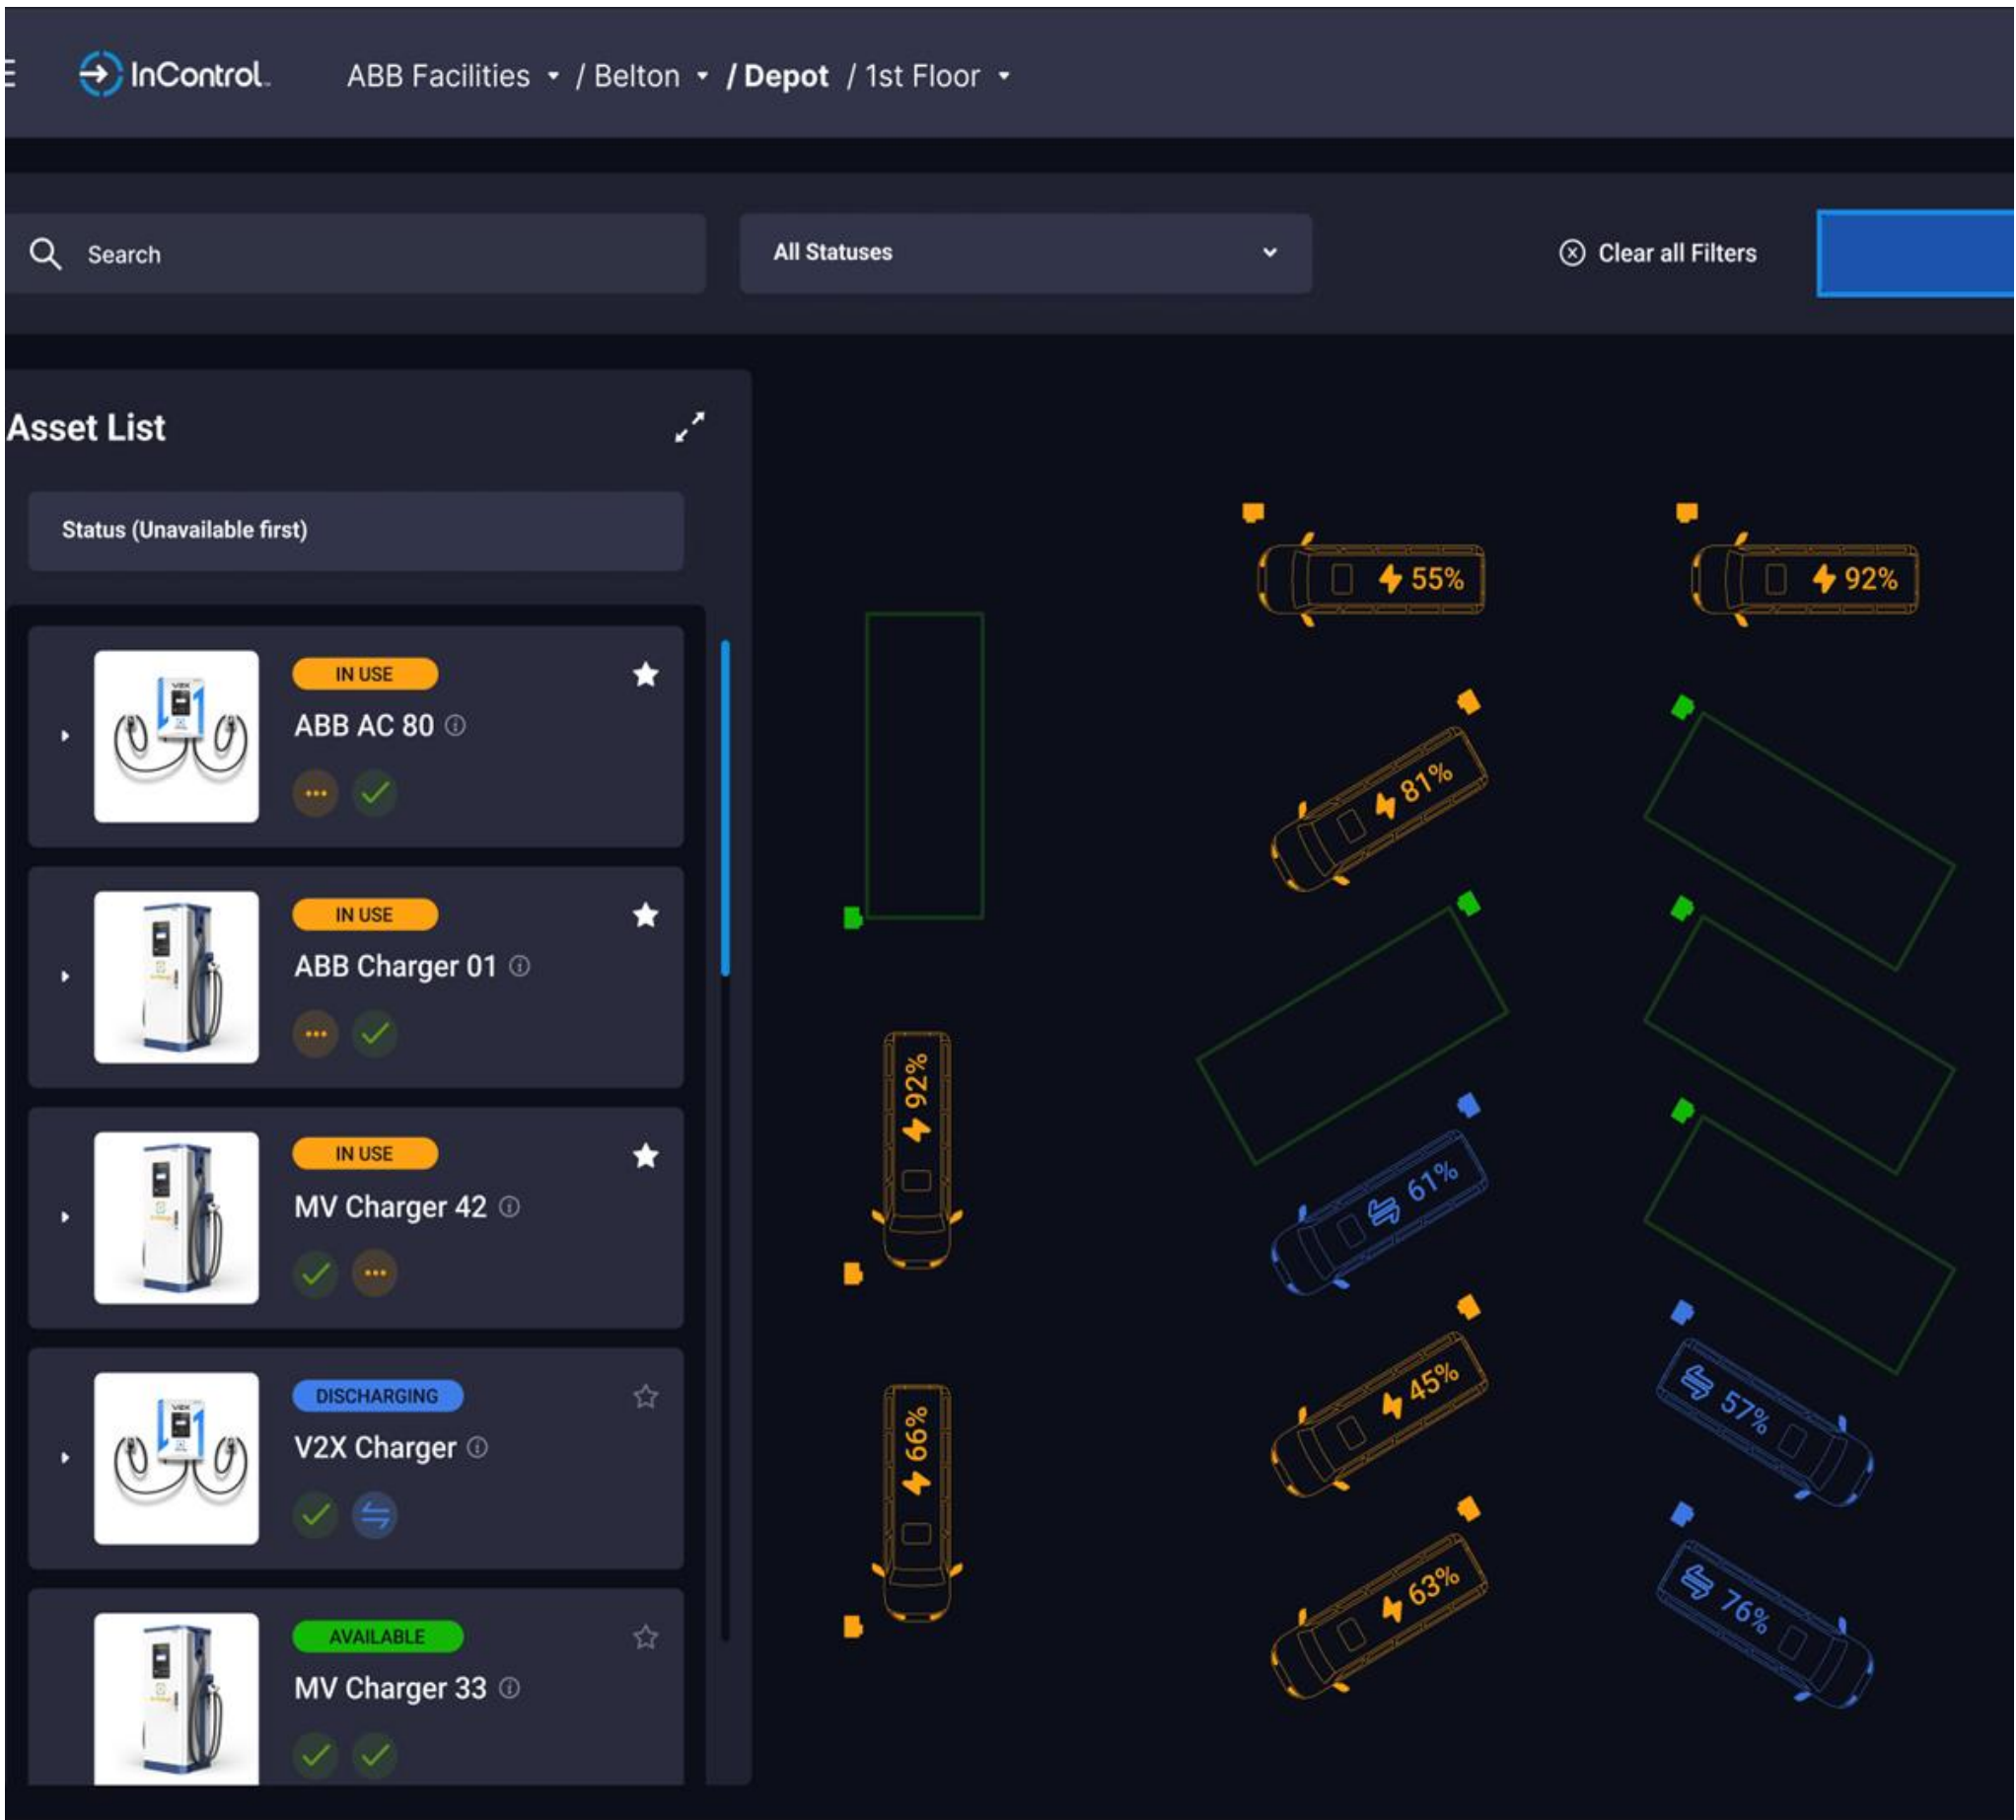 InControl™ ABB Facilities / Belton / Depot / 1st Floor
Search All Statuses Clear all Filters
Asset List
Status (Unavailable first)
IN USE
ABB AC 80
IN USE
ABB Charger 01
IN USE
MV Charger 42
DISCHARGING
V2X Charger
AVAILABLE
MV Charger 33
55%
92%
81%
92%
61%
45%
57%
66%
63%
76%